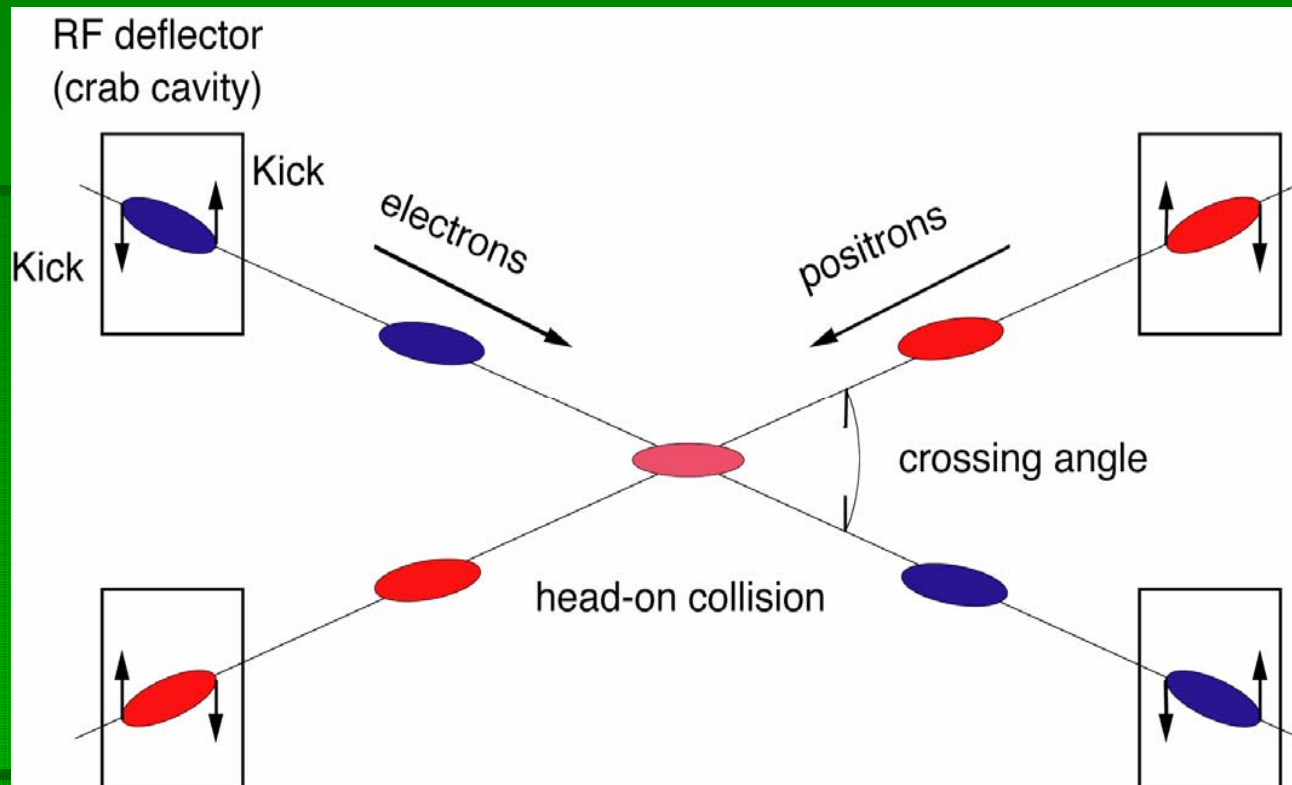 RF deflector
(crab cavity)
Kick
Kick
electrons
positrons
crossing angle
head-on collision